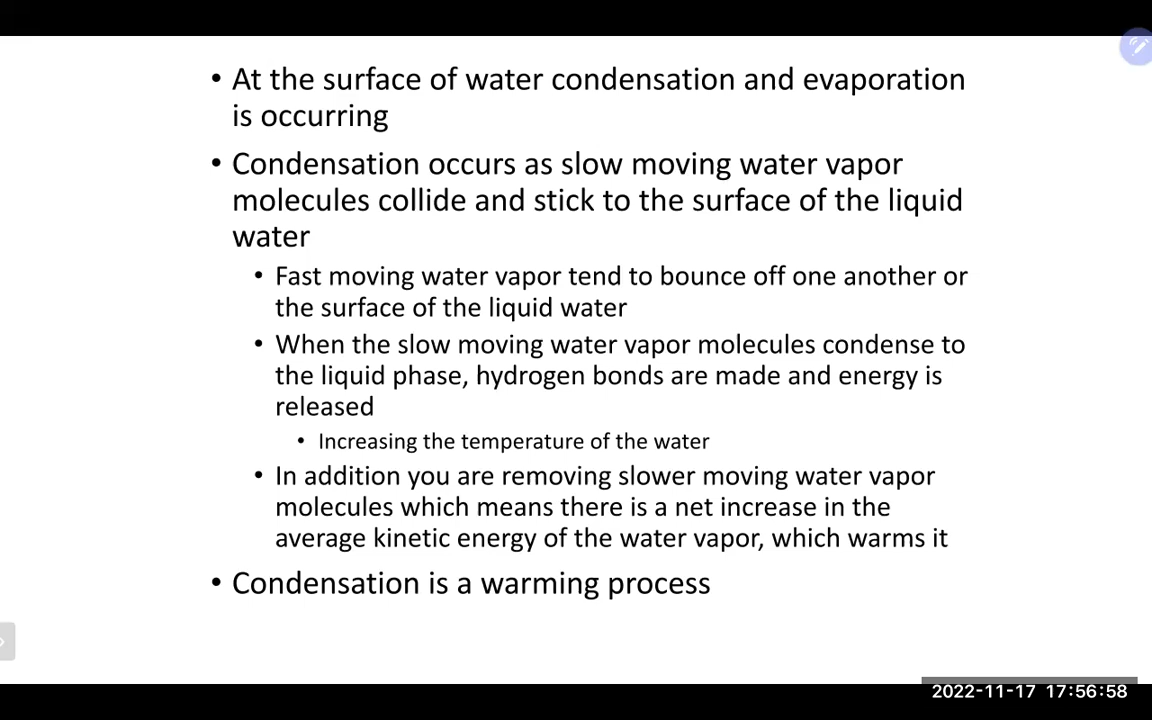 • At the surface of water condensation and evaporation
is occurring
• Condensation occurs as slow moving water vapor
molecules collide and stick to the surface of the liquid
water
• Fast moving water vapor tend to bounce off one another or
the surface of the liquid water
• When the slow moving water vapor molecules condense to
the liquid phase, hydrogen bonds are made and energy is
released
• Increasing the temperature of the water
• In addition you are removing slower moving water vapor
molecules which means there is a net increase in the
average kinetic energy of the water vapor, which warms it
• Condensation is a warming process
2022-11-17 17:56:58